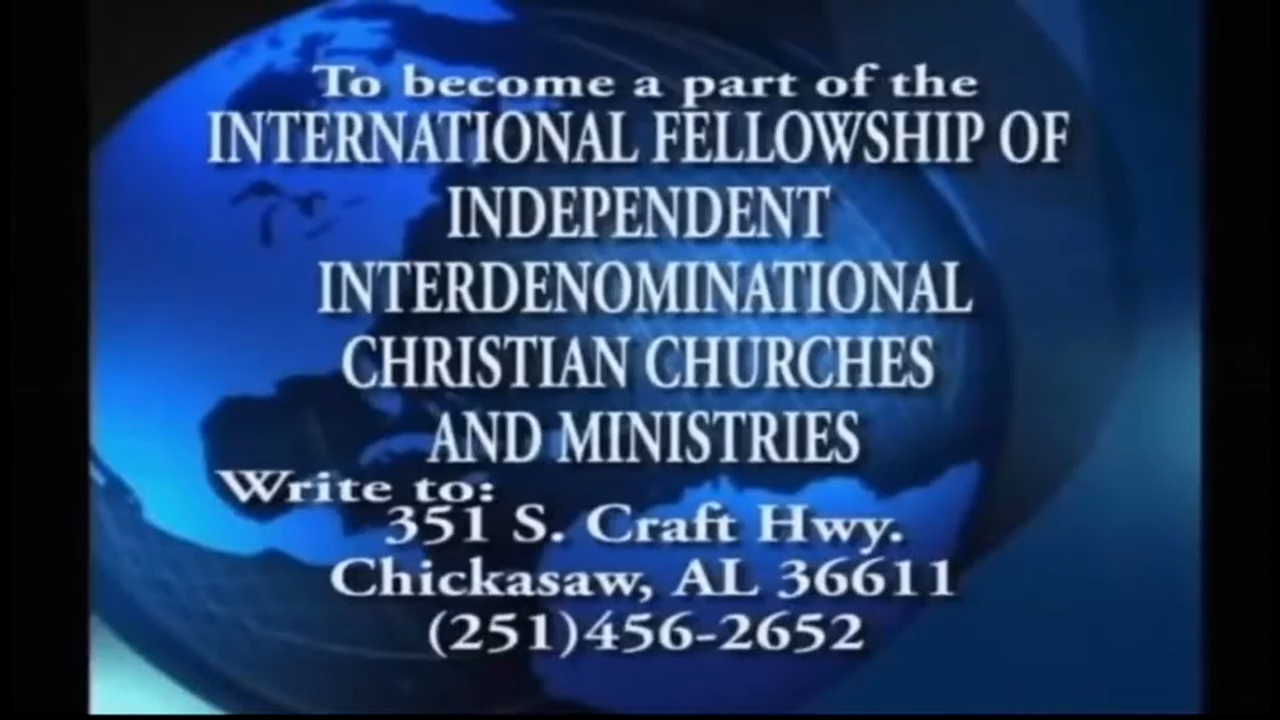 To become a part of the
INTERNATIONAL FELLOWSHIP OF
INDEPENDENT
INTERDENOMINATIONAL
CHRISTIAN CHURCHES
AND MINISTRIES
Write to:
351 S. Craft Hwy.
Chickasaw, AL 36611
(251)456-2652